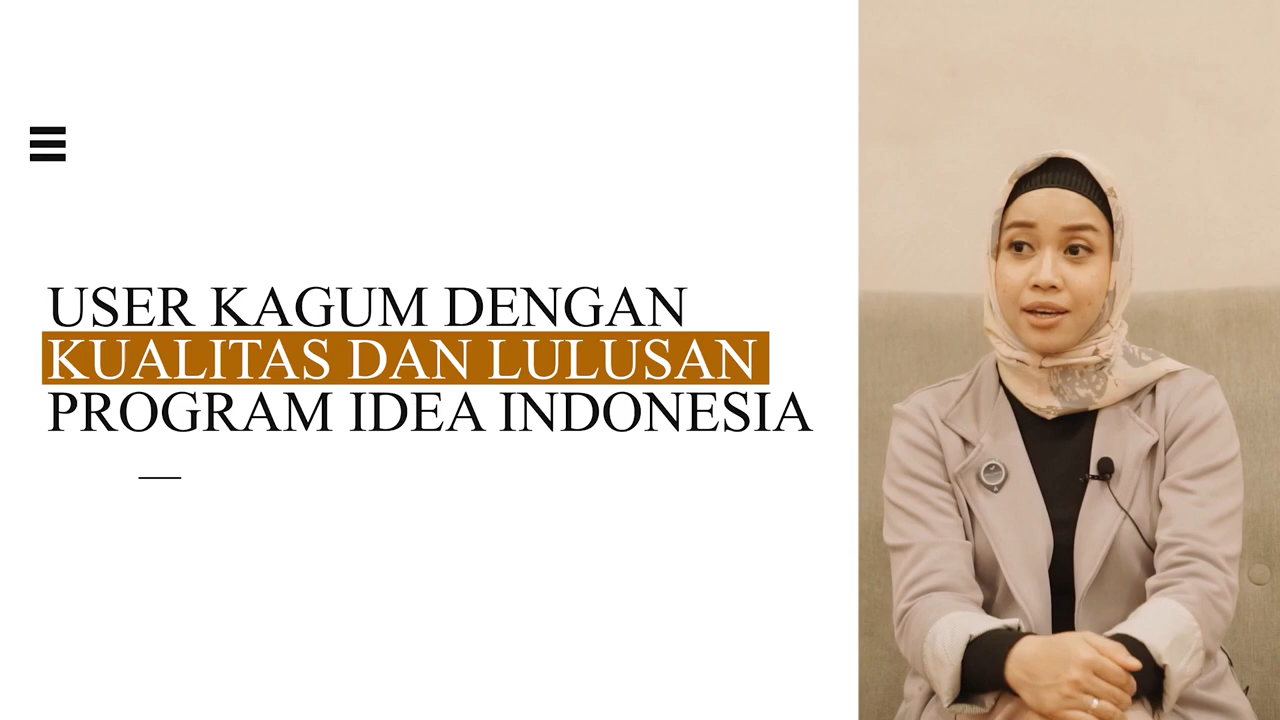 USER KAGUM DENGAN
KUALITAS DAN LULUSAN
PROGRAM IDEA INDONESIA